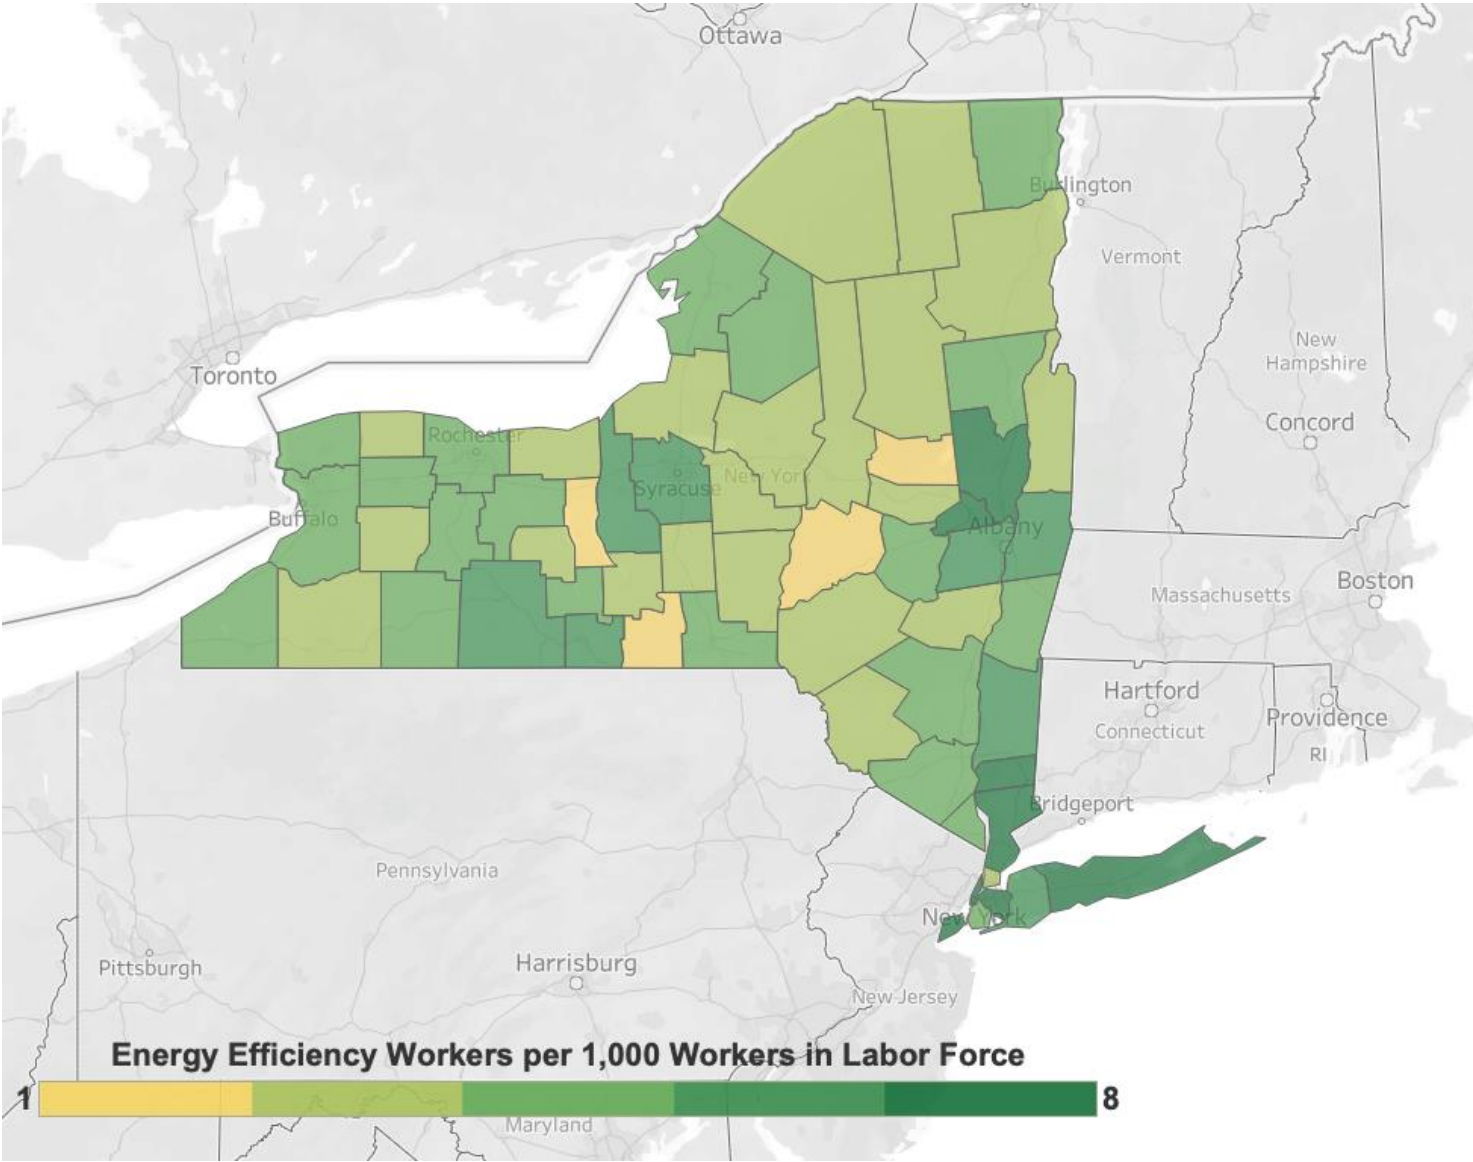 Ottawa
Burlington
Vermont
New
Hampshire
Toronto
Concord
Rochester
New York
Syracuse
Buffalo
Albany
Boston
Massachusetts
Hartford
Providence
Connecticut
RI
Bridgeport
Pennsylvania
New York
Pittsburgh
Harrisburg
New Jersey
Energy Efficiency Workers per 1,000 Workers in Labor Force
1
8
Maryland